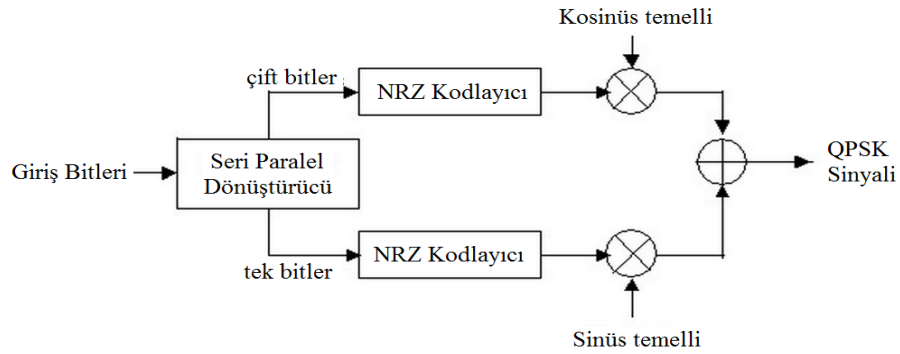 Kosinüs temelli
çift bitler
NRZ Kodlayıcı
Giriş Bitleri
Seri Paralel
Dönüştürücü
QPSK
Sinyali
NRZ Kodlayıcı
tek bitler
Sinüs temelli